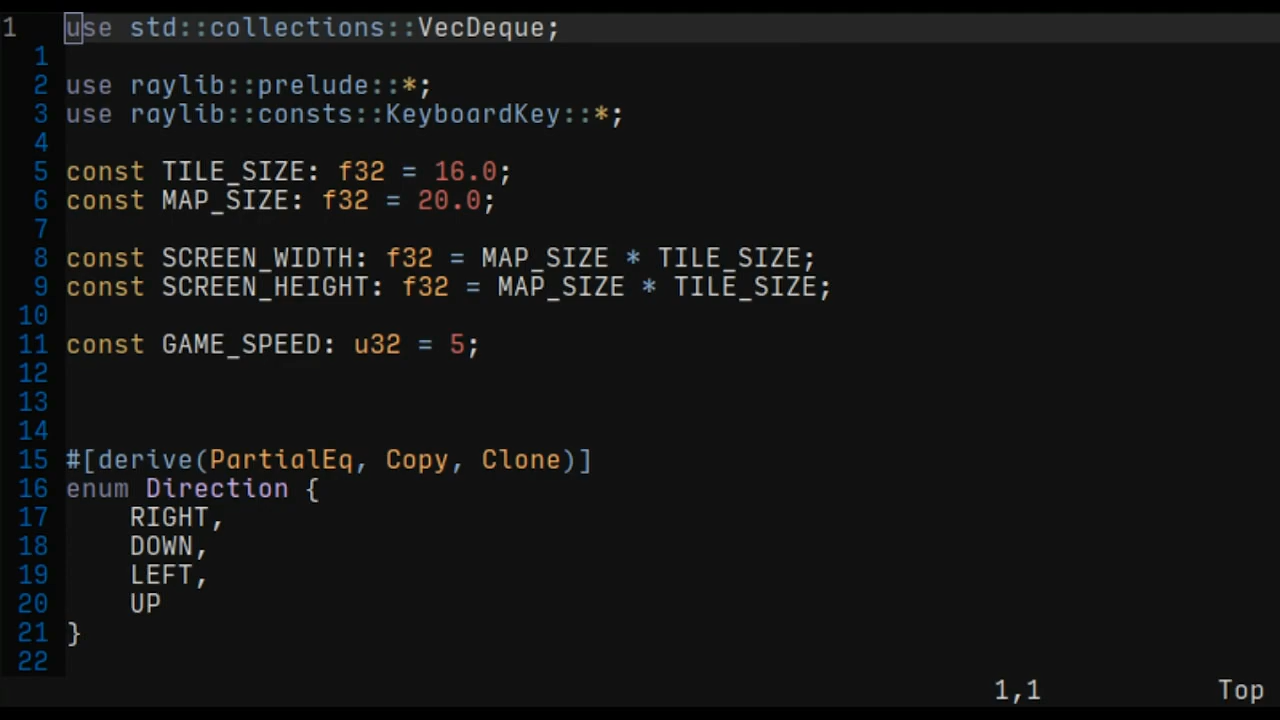 1 use std::collections::VecDeque;
1
2 use raylib::prelude::*;
3 use raylib::consts::KeyboardKey::*;
4
5 const TILE_SIZE: f32 = 16.0;
6 const MAP_SIZE: f32 = 20.0;
7
8 const SCREEN_WIDTH: f32 = MAP_SIZE * TILE_SIZE;
9 const SCREEN_HEIGHT: f32 = MAP_SIZE * TILE_SIZE;
10
11 const GAME_SPEED: u32 = 5;
12
13
14
15 #[derive(PartialEq, Copy, Clone)]
16 enum Direction {
17     RIGHT,
18     DOWN,
19     LEFT,
20     UP
21 }
22
1,1 Top